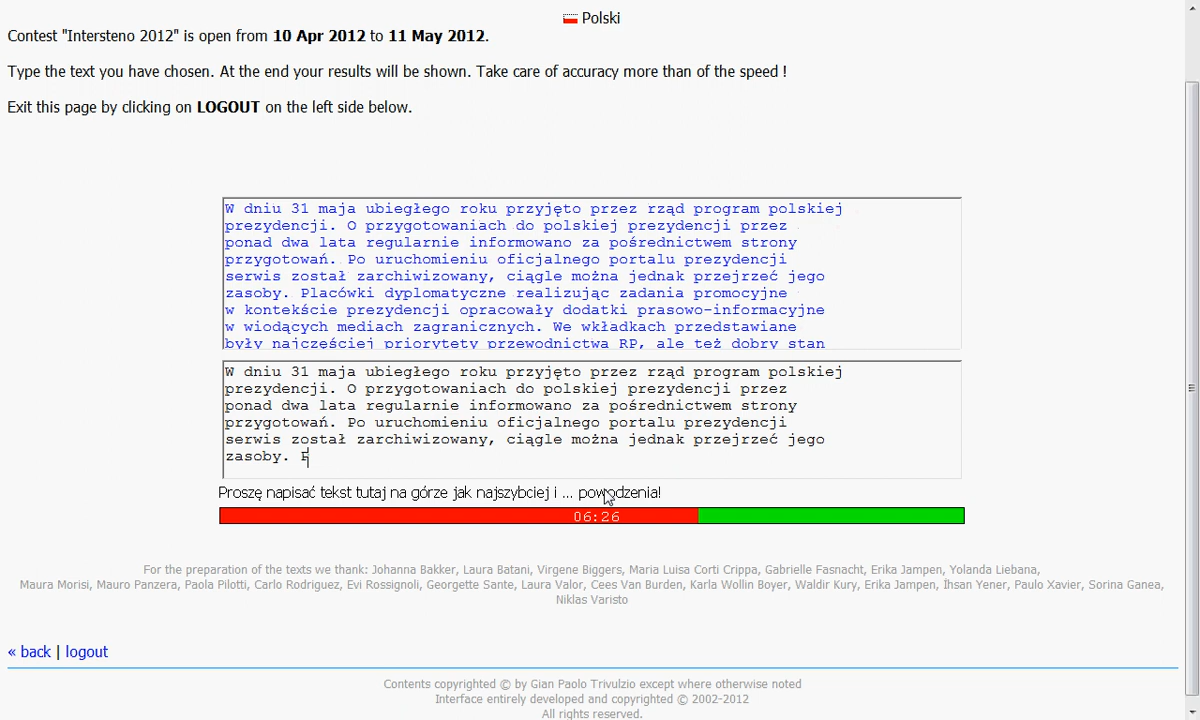 Polski
Contest "Intersteno 2012" is open from 10 Apr 2012 to 11 May 2012.
Type the text you have chosen. At the end your results will be shown. Take care of accuracy more than of the speed !
Exit this page by clicking on LOGOUT on the left side below.
W dniu 31 maja ubiegłego roku przyjęto przez rząd program polskiej
prezydencji. O przygotowaniach do polskiej prezydencji przez
ponad dwa lata regularnie informowano za pośrednictwem strony
przygotowań. Po uruchomieniu oficjalnego portalu prezydencji
serwis został zarchiwizowany, ciągle można jednak przejrzeć jego
zasoby. Placówki dyplomatyczne realizując zadania promocyjne
w kontekście prezydencji opracowały dodatki prasowo-informacyjne
w wiodących mediach zagranicznych. We wkładkach przedstawiane
były najczęściej priorytety przewodnictwa RP, ale też dobry stan
W dniu 31 maja ubiegłego roku przyjęto przez rząd program polskiej
prezydencji. O przygotowaniach do polskiej prezydencji przez
ponad dwa lata regularnie informowano za pośrednictwem strony
przygotowań. Po uruchomieniu oficjalnego portalu prezydencji
serwis został zarchiwizowany, ciągle można jednak przejrzeć jego
zasoby.
Proszę napisać tekst tutaj na górze jak najszybciej i ... powodzenia!
06:26
For the preparation of the texts we thank: Johanna Bakker, Laura Batani, Virgene Biggers, Maria Luisa Corti Crippa, Gabrielle Fasnacht, Erika Jampen, Yolanda Liebana,
Maura Morisi, Mauro Panzera, Paola Pilotti, Carlo Rodriguez, Evi Rossignoli, Georgette Sante, Laura Valor, Cees Van Burden, Karla Wollin Boyer, Waldir Kury, Erika Jampen, İhsan Yener, Paulo Xavier, Sorina Ganea,
Niklas Varisto
« back | logout
Contents copyrighted © by Gian Paolo Trivulzio except where otherwise noted
Interface entirely developed and copyrighted © 2002-2012
All rights reserved.